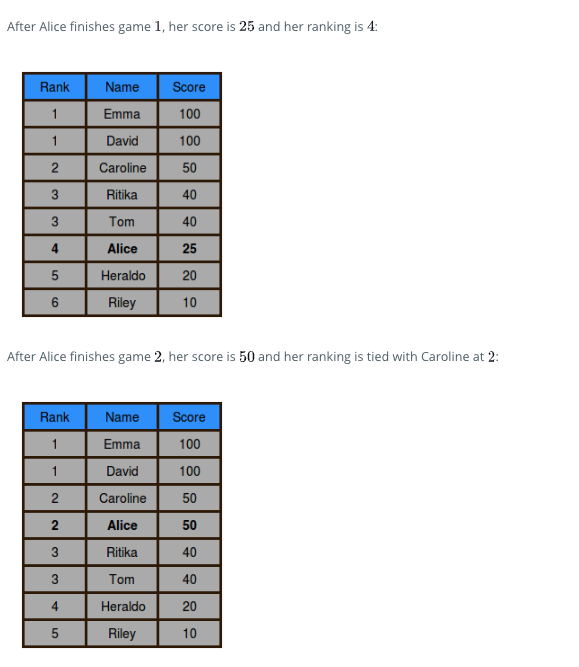 After Alice finishes game 1, her score is 25 and her ranking is 4:
Rank Name Score
1 Emma 100
1 David 100
2 Caroline 50
3 Ritika 40
3 Tom 40
4 Alice 25
5 Heraldo 20
6 Riley 10
After Alice finishes game 2, her score is 50 and her ranking is tied with Caroline at 2:
Rank Name Score
1 Emma 100
1 David 100
2 Caroline 50
2 Alice 50
3 Ritika 40
3 Tom 40
4 Heraldo 20
5 Riley 10